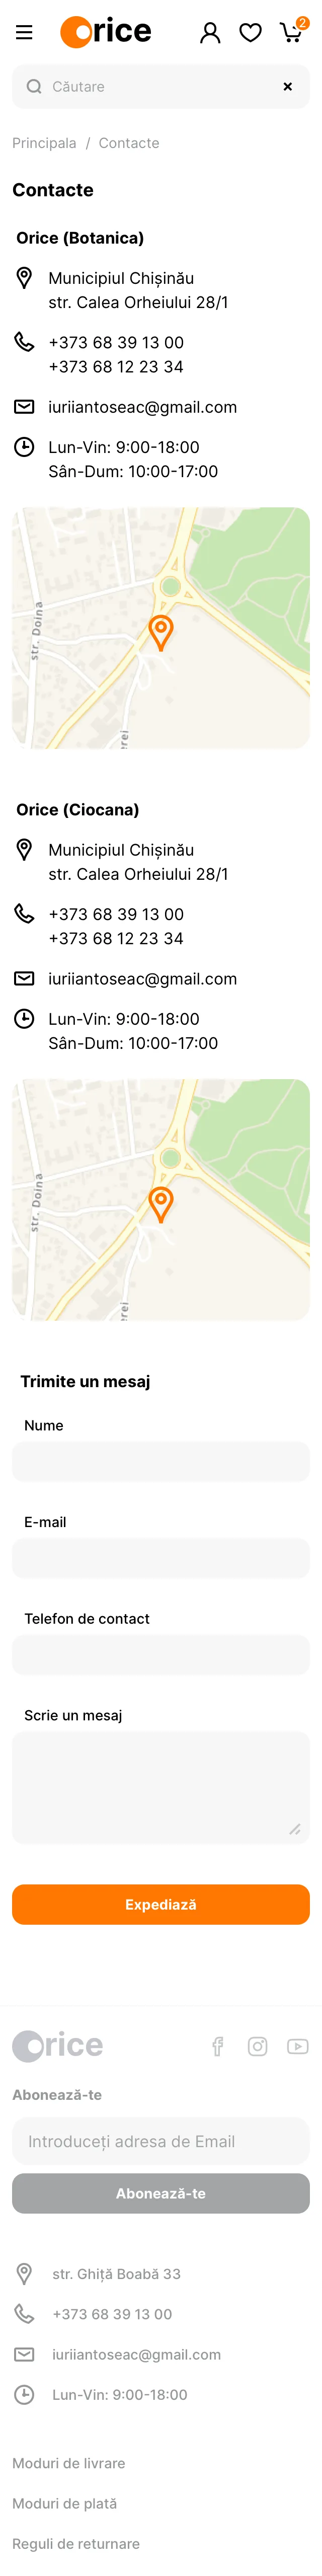 Orice
2
Căutare
Principala / Contacte
Contacte
Orice (Botanica)
Municipiul Chișinău
str. Calea Orheiului 28/1
+373 68 39 13 00
+373 68 12 23 34
iuriiantoseac@gmail.com
Lun-Vin: 9:00-18:00
Sân-Dum: 10:00-17:00
str. Doina
Orice (Ciocana)
Municipiul Chișinău
str. Calea Orheiului 28/1
+373 68 39 13 00
+373 68 12 23 34
iuriiantoseac@gmail.com
Lun-Vin: 9:00-18:00
Sân-Dum: 10:00-17:00
str. Doina
Trimite un mesaj
Nume
E-mail
Telefon de contact
Scrie un mesaj
Expediază
Orice
Abonează-te
Introduceți adresa de Email
Abonează-te
str. Ghiță Boabă 33
+373 68 39 13 00
iuriiantoseac@gmail.com
Lun-Vin: 9:00-18:00
Moduri de livrare
Moduri de plată
Reguli de returnare